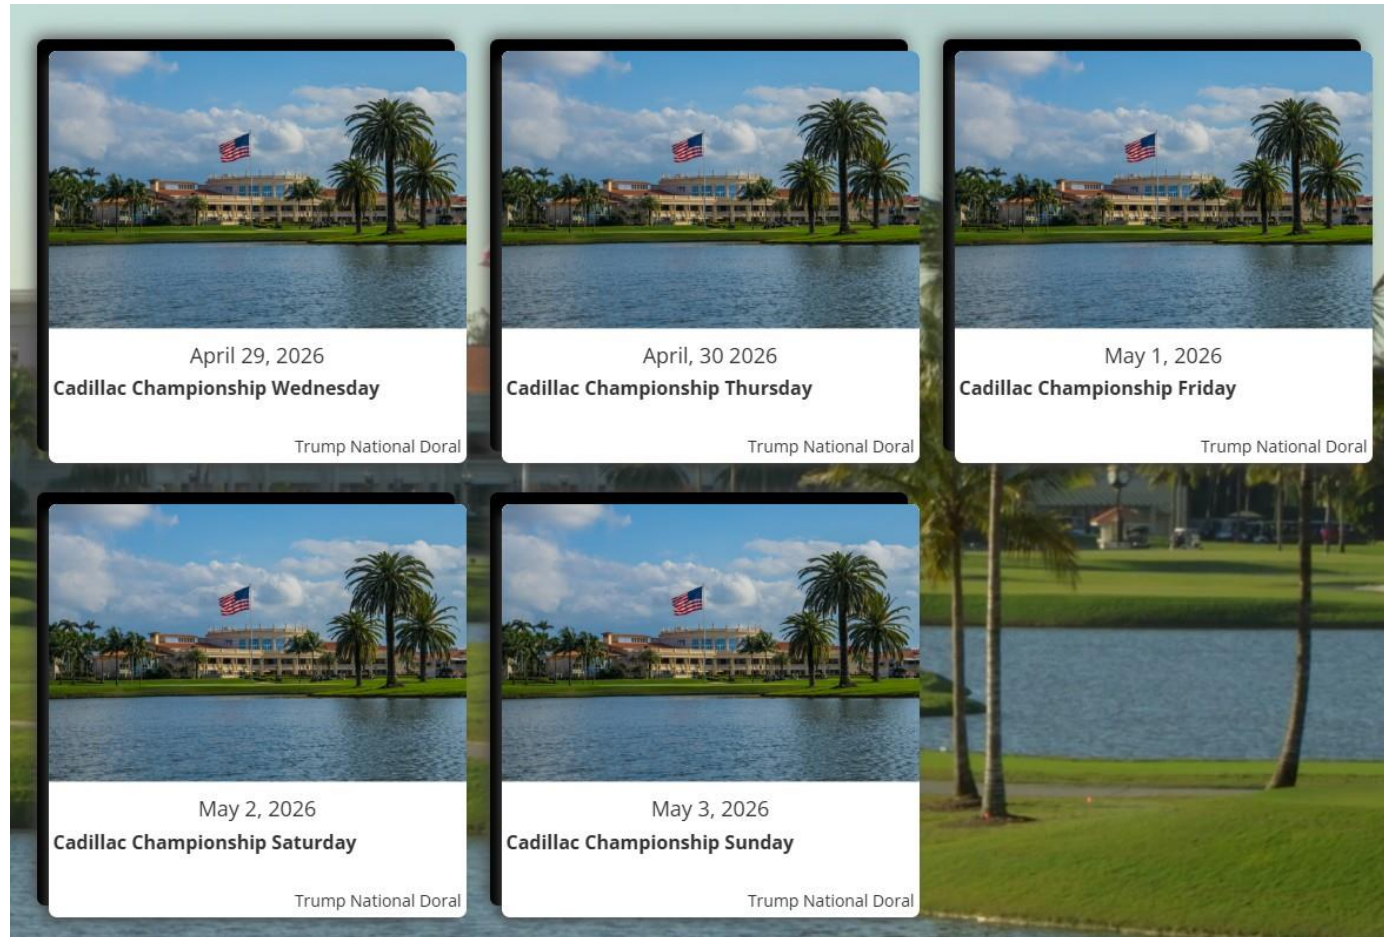 April 29, 2026
Cadillac Championship Wednesday
Trump National Doral
April, 30 2026
Cadillac Championship Thursday
Trump National Doral
May 1, 2026
Cadillac Championship Friday
Trump National Doral
May 2, 2026
Cadillac Championship Saturday
Trump National Doral
May 3, 2026
Cadillac Championship Sunday
Trump National Doral